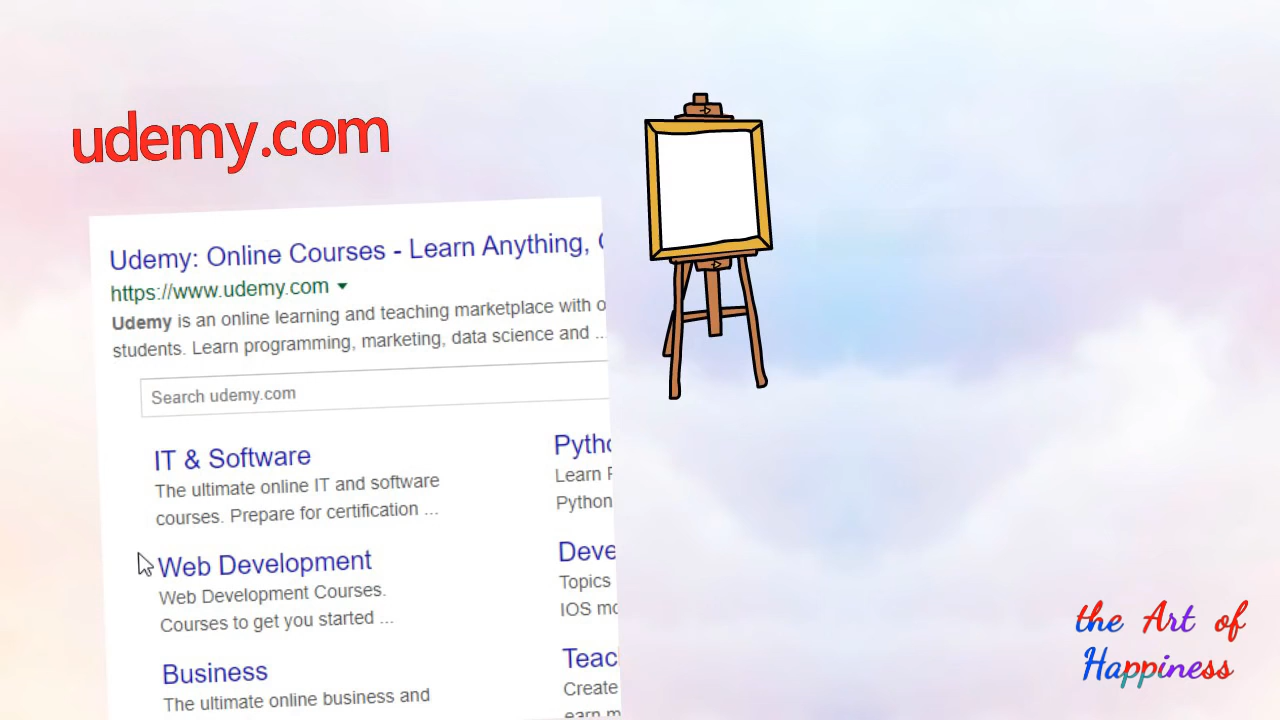 udemy.com
Udemy: Online Courses - Learn Anything,
https://www.udemy.com
Udemy is an online learning and teaching marketplace with
students. Learn programming, marketing, data science and ...
Search udemy.com
IT & Software
The ultimate online IT and software
courses. Prepare for certification ...
Web Development
Web Development Courses.
Courses to get you started ...
Business
The ultimate online business and
Learn
Python
Topics
Create
the Art of
Happiness